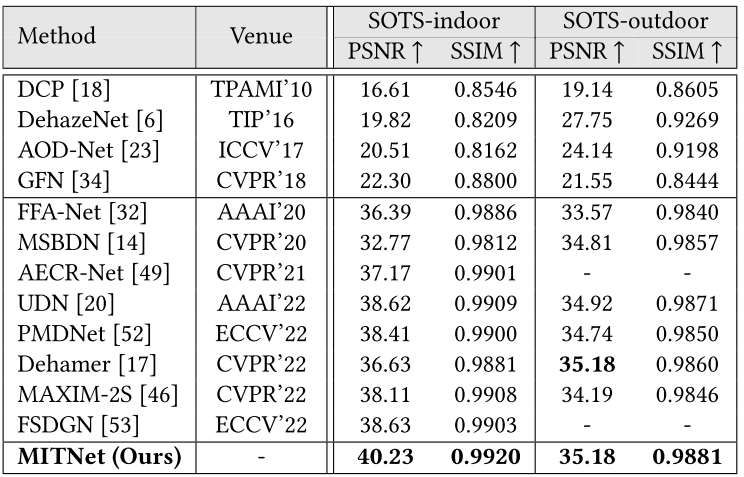 Method Venue SOTS-indoor SOTS-outdoor
PSNR ↑ SSIM ↑ PSNR ↑ SSIM ↑
DCP [18] TPAMI'10 16.61 0.8546 19.14 0.8605
DehazeNet [6] TIP'16 19.82 0.8209 27.75 0.9269
AOD-Net [23] ICCV'17 20.51 0.8162 24.14 0.9198
GFN [34] CVPR'18 22.30 0.8800 21.55 0.8444
FFA-Net [32] AAAI'20 36.39 0.9886 33.57 0.9840
MSBDN [14] CVPR'20 32.77 0.9812 34.81 0.9857
AECR-Net [49] CVPR'21 37.17 0.9901 - -
UDN [20] AAAI'22 38.62 0.9909 34.92 0.9871
PMDNet [52] ECCV'22 38.41 0.9900 34.74 0.9850
Dehamer [17] CVPR'22 36.63 0.9881 35.18 0.9860
MAXIM-2S [46] CVPR'22 38.11 0.9908 34.19 0.9846
FSDGN [53] ECCV'22 38.63 0.9903 - -
MITNet (Ours) - 40.23 0.9920 35.18 0.9881